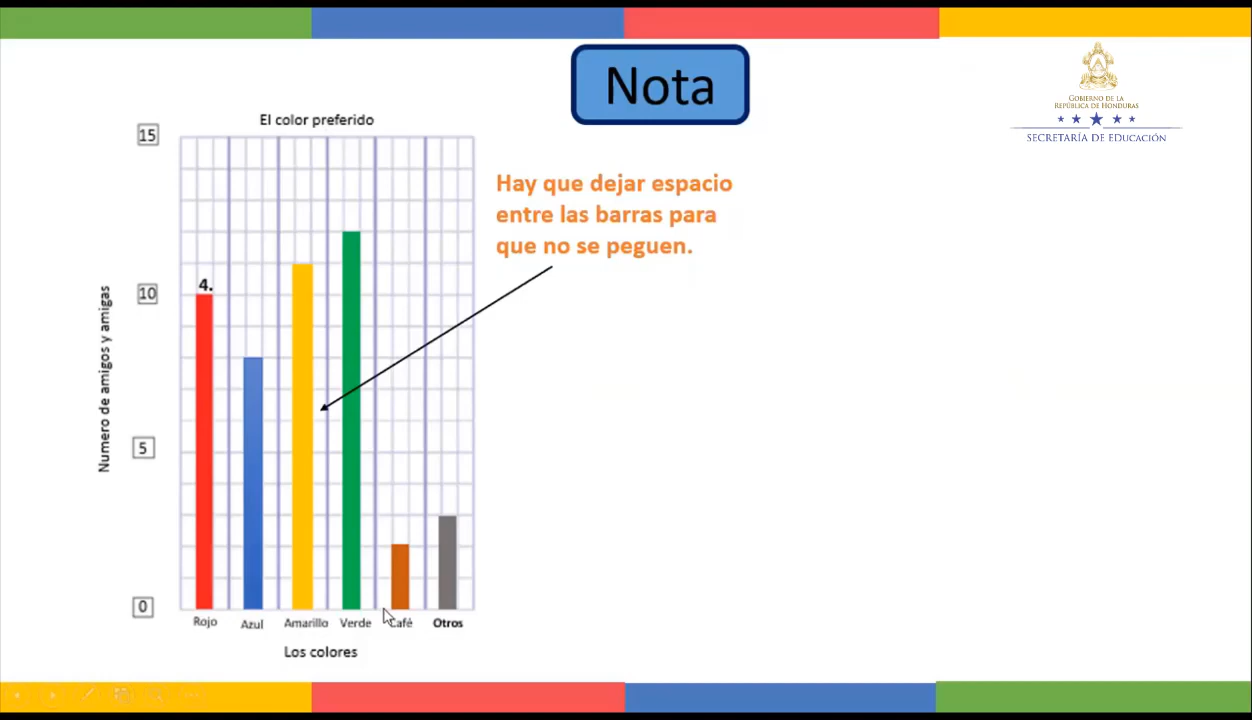 Nota
GOBIERNO DE LA
REPÚBLICA DE HONDURAS
SECRETARÍA DE EDUCACIÓN
El color preferido
15
10
5
0
Numero de amigos y amigas
4.
Hay que dejar espacio
entre las barras para
que no se peguen.
Rojo Azul Amarillo Verde Café Otros
Los colores